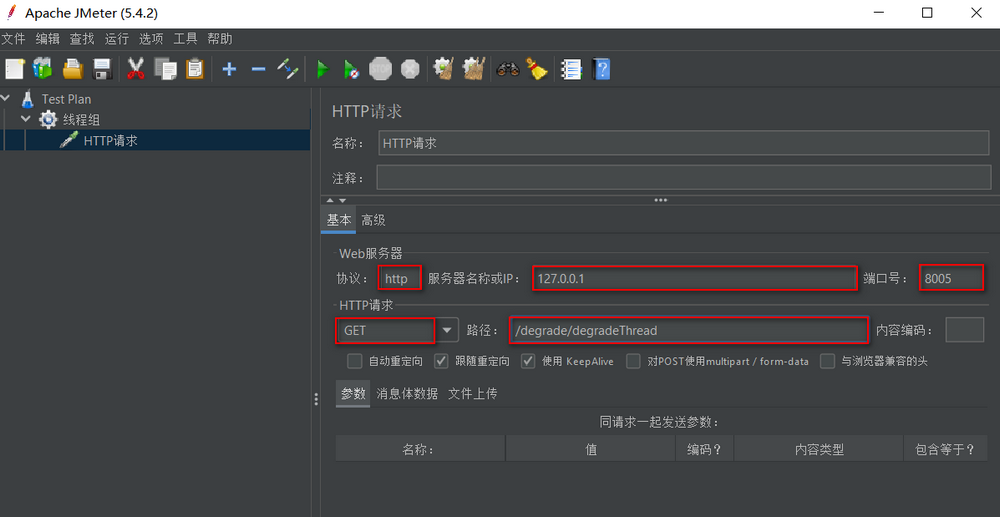 Apache JMeter (5.4.2)
文件 编辑 查找 运行 选项 工具 帮助
STOP
Test Plan
线程组
HTTP请求
HTTP请求
名称： HTTP请求
注释：
基本 高级
Web服务器
协议： http 服务器名称或IP： 127.0.0.1 端口号： 8005
HTTP请求
GET 路径： /degrade/degradeThread 内容编码：
自动重定向 跟随重定向 使用 KeepAlive 对POST使用multipart / form-data 与浏览器兼容的头
参数 消息体数据 文件上传
同请求一起发送参数：
名称： 值 编码？ 内容类型 包含等于？